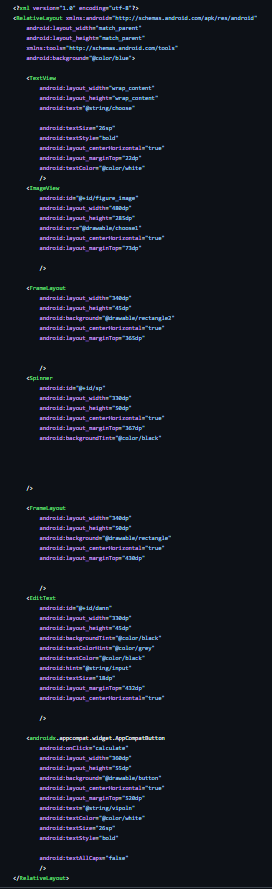 <?xml version="1.0" encoding="utf-8"?>
<RelativeLayout xmlns:android="http://schemas.android.com/apk/res/android"
android:layout_width="match_parent"
android:layout_height="match_parent"
xmlns:tools="http://schemas.android.com/tools"
android:background="@color/blue">
<TextView
android:layout_width="wrap_content"
android:layout_height="wrap_content"
android:text="@string/choose"
android:textSize="26sp"
android:textStyle="bold"
android:layout_centerHorizontal="true"
android:layout_marginTop="22dp"
android:textColor="@color/white"
/>
<ImageView
android:id="@+id/figure_image"
android:layout_width="480dp"
android:layout_height="285dp"
android:src="@drawable/choose1"
android:layout_centerHorizontal="true"
android:layout_marginTop="73dp"
/>
<FrameLayout
android:layout_width="340dp"
android:layout_height="45dp"
android:background="@drawable/rectangle2"
android:layout_centerHorizontal="true"
android:layout_marginTop="365dp"
/>
<Spinner
android:id="@+id/sp"
android:layout_width="330dp"
android:layout_height="50dp"
android:layout_centerHorizontal="true"
android:layout_marginTop="367dp"
android:backgroundTint="@color/black"
/>
<FrameLayout
android:layout_width="340dp"
android:layout_height="50dp"
android:background="@drawable/rectangle"
android:layout_centerHorizontal="true"
android:layout_marginTop="430dp"
/>
<EditText
android:id="@+id/dann"
android:layout_width="330dp"
android:layout_height="45dp"
android:backgroundTint="@color/black"
android:textColorHint="@color/grey"
android:textColor="@color/black"
android:hint="@string/input"
android:textSize="18dp"
android:layout_marginTop="432dp"
android:layout_centerHorizontal="true"
/>
<androidx.appcompat.widget.AppCompatButton
android:onClick="calculate"
android:layout_width="300dp"
android:layout_height="55dp"
android:background="@drawable/button"
android:layout_centerHorizontal="true"
android:layout_marginTop="520dp"
android:text="@string/vipoln"
android:textColor="@color/white"
android:textSize="26sp"
android:textStyle="bold"
android:textAllCaps="false"
/>
</RelativeLayout>